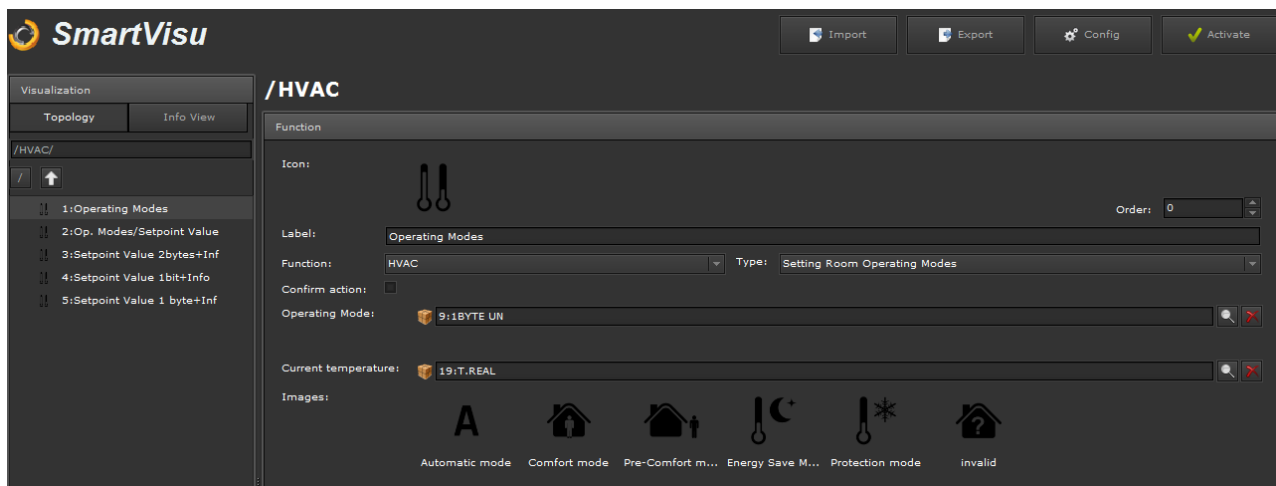 SmartVisu
Import
Export
Config
Activate
Visualization
Topology
Info View
/HVAC/
/
1:Operating Modes
2:Op. Modes/Setpoint Value
3:Setpoint Value 2bytes+Inf
4:Setpoint Value 1bit+Info
5:Setpoint Value 1 byte+Inf
/HVAC
Function
Icon:
Order: 0
Label: Operating Modes
Function: HVAC Type: Setting Room Operating Modes
Confirm action:
Operating Mode: 9:1BYTE UN
Current temperature: 19:T.REAL
Images:
A
?
Automatic mode Comfort mode Pre-Comfort m... Energy Save M... Protection mode invalid